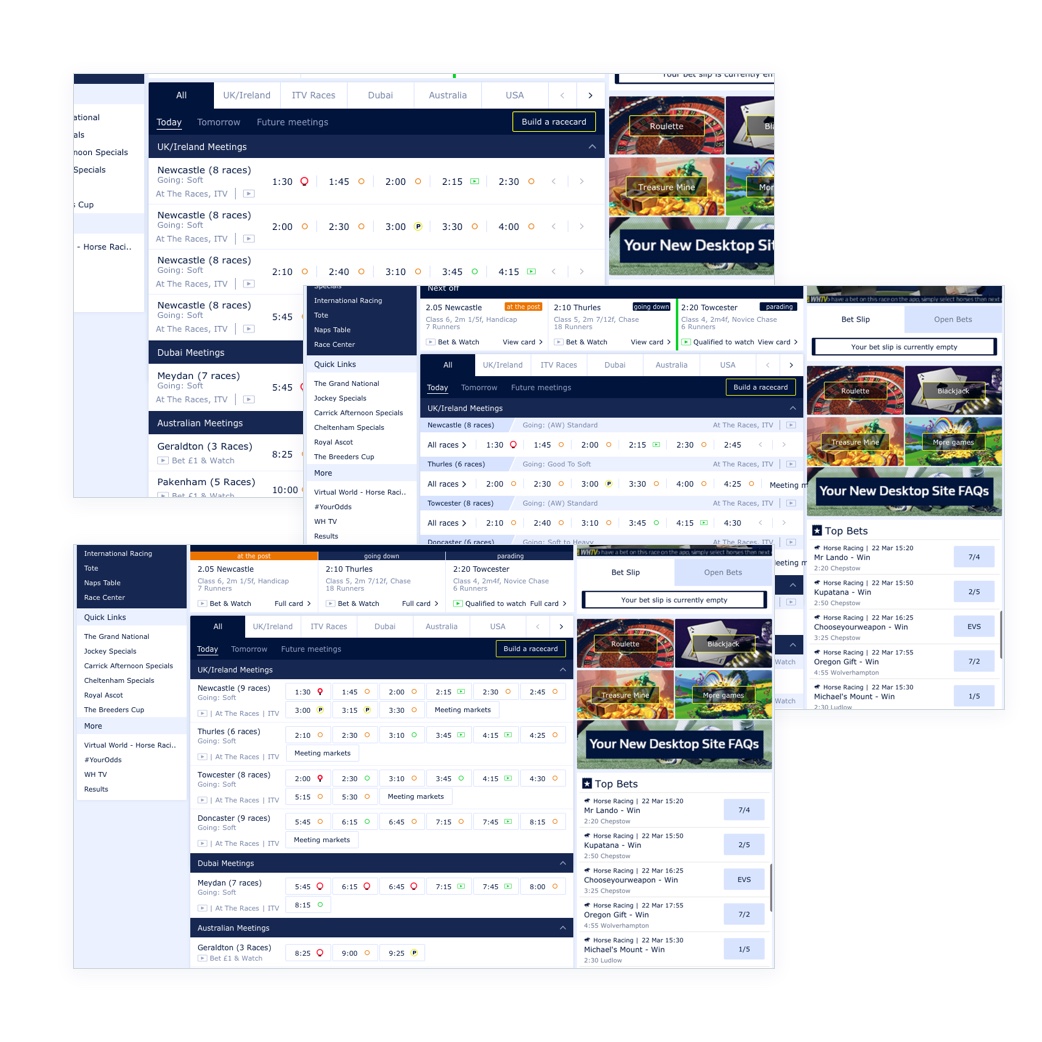 Your bet slip is currently em
All UK/Ireland ITV Races Dubai Australia USA
Today Tomorrow Future meetings Build a racecard
UK/Ireland Meetings
ational
als
noon Specials
Specials
s Cup
- Horse Raci..
Newcastle (8 races)
Going: Soft
At The Races, ITV
1:30 1:45 2:00 2:15 2:30
Newcastle (8 races)
Going: Soft
At The Races, ITV
2:00 2:30 3:00 P 3:30 4:00
Newcastle (8 races)
Going: Soft
At The Races, ITV
2:10 2:40 3:10 3:45 4:15
Newcastle (8 races)
Going: Soft
At The Races, ITV
5:45
Dubai Meetings
Meydan (7 races)
Going: Soft
At The Races, ITV
5:45
Australian Meetings
Geraldton (3 Races)
Bet £1 & Watch
8:25
Pakenham (5 Races)
Bet £1 & Watch
10:00
Roulette Bla
Treasure Mine Mor
Your New Desktop Sit
Specials
International Racing
Tote
Naps Table
Race Center
Quick Links
The Grand National
Jockey Specials
Carrick Afternoon Specials
Cheltenham Specials
Royal Ascot
The Breeders Cup
More
Virtual World - Horse Raci..
#YourOdds
WH TV
Results
Next off
2.05 Newcastle at the post
Class 6, 2m 1/5f, Handicap
7 Runners
Bet & Watch View card
2:10 Thurles going down
Class 5, 2m 7/12f, Chase
18 Runners
Bet & Watch View card
2:20 Towcester parading
Class 4, 2m4f, Novice Chase
6 Runners
Qualified to watch View card
All UK/Ireland ITV Races Dubai Australia USA
Today Tomorrow Future meetings Build a racecard
UK/Ireland Meetings
Newcastle (8 races) Going: (AW) Standard At The Races, ITV
All races 1:30 1:45 2:00 2:15 2:30 2:45
Thurles (6 races) Going: Good To Soft At The Races, ITV
All races 2:00 2:30 3:00 P 3:30 4:00 4:25 Meeting m
Towcester (8 races) Going: (AW) Standard At The Races, ITV
All races 2:10 2:40 3:10 3:45 4:15 4:30
Doncaster (9 races) Going: Soft to Heavy
eeting m
ITV
Watch
Watch
WHTV have a bet on this race on the app, simply select horses then next
Bet Slip Open Bets
Your bet slip is currently empty
Roulette Blackjack
Treasure Mine More games
Your New Desktop Site FAQs
Top Bets
Horse Racing | 22 Mar 15:20
Mr Lando - Win 7/4
2:20 Chepstow
Horse Racing | 22 Mar 15:50
Kupatana - Win 2/5
2:50 Chepstow
Horse Racing | 22 Mar 16:25
Chooseyourweapon - Win EVS
3:25 Chepstow
Horse Racing | 22 Mar 17:55
Oregon Gift - Win 7/2
4:55 Wolverhampton
Horse Racing | 22 Mar 15:30
Michael's Mount - Win 1/5
2:30 Ludlow
International Racing
Tote
Naps Table
Race Center
Quick Links
The Grand National
Jockey Specials
Carrick Afternoon Specials
Cheltenham Specials
Royal Ascot
The Breeders Cup
More
Virtual World - Horse Raci..
#YourOdds
WH TV
Results
at the post going down parading
2.05 Newcastle
Class 6, 2m 1/5f, Handicap
7 Runners
Bet & Watch Full card
2:10 Thurles
Class 5, 2m 7/12f, Chase
18 Runners
Bet & Watch Full card
2:20 Towcester
Class 4, 2m4f, Novice Chase
6 Runners
Qualified to watch Full card
All UK/Ireland ITV Races Dubai Australia USA
Today Tomorrow Future meetings Build a racecard
UK/Ireland Meetings
Newcastle (9 races)
Going: Soft
| At The Races | ITV
1:30 1:45 2:00 2:15 2:30 2:45
3:00 P 3:15 P 3:30 Meeting markets
Thurles (6 races)
Going: Soft
| At The Races | ITV
2:10 2:30 3:10 3:45 4:15 4:25
Meeting markets
Towcester (8 races)
Going: Soft
| At The Races | ITV
2:00 2:30 3:10 3:45 4:15 4:30
5:15 5:30 Meeting markets
Doncaster (9 races)
Going: Soft
| At The Races | ITV
5:45 6:15 6:45 7:15 7:45 8:15
Meeting markets
Dubai Meetings
Meydan (7 races)
Going: Soft
| At The Races | ITV
5:45 6:15 6:45 7:15 7:45 8:00
8:15
Australian Meetings
Geraldton (3 Races)
Bet £1 & Watch
8:25 9:00 9:25 P
WHTV have a bet on this race on the app, simply select horses then next
Bet Slip Open Bets
Your bet slip is currently empty
Roulette Blackjack
Treasure Mine More games
Your New Desktop Site FAQs
Top Bets
Horse Racing | 22 Mar 15:20
Mr Lando - Win 7/4
2:20 Chepstow
Horse Racing | 22 Mar 15:50
Kupatana - Win 2/5
2:50 Chepstow
Horse Racing | 22 Mar 16:25
Chooseyourweapon - Win EVS
3:25 Chepstow
Horse Racing | 22 Mar 17:55
Oregon Gift - Win 7/2
4:55 Wolverhampton
Horse Racing | 22 Mar 15:30
Michael's Mount - Win 1/5
2:30 Ludlow